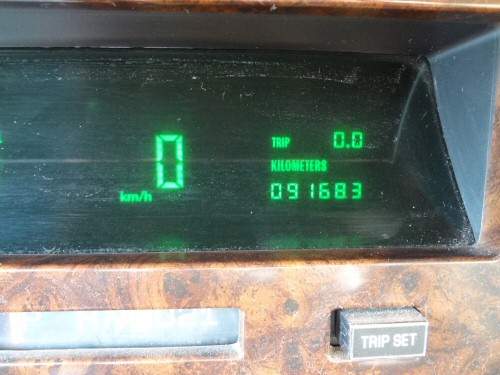 TRIP 0.0
0
KILOMETERS
km/h
091683
TRIP SET